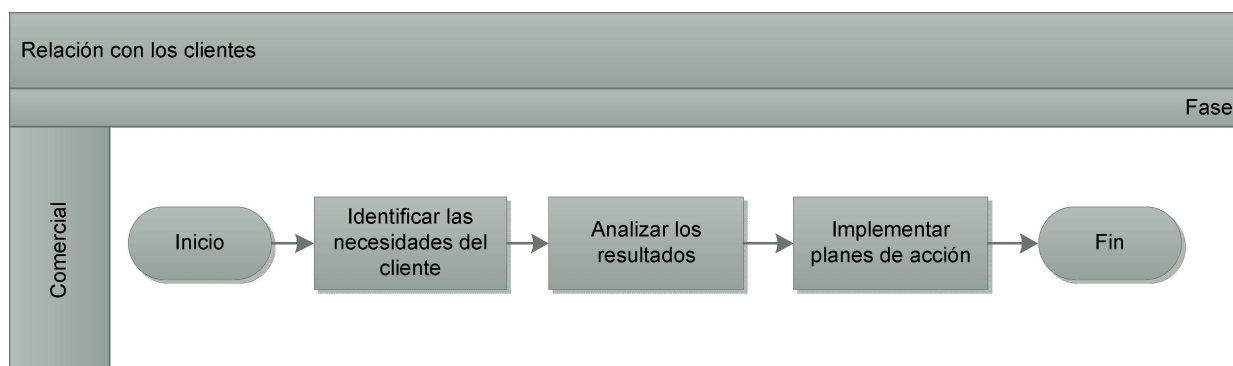 Relación con los clientes
Fase
Comercial
Inicio
Identificar las
necesidades del
cliente
Analizar los
resultados
Implementar
planes de acción
Fin